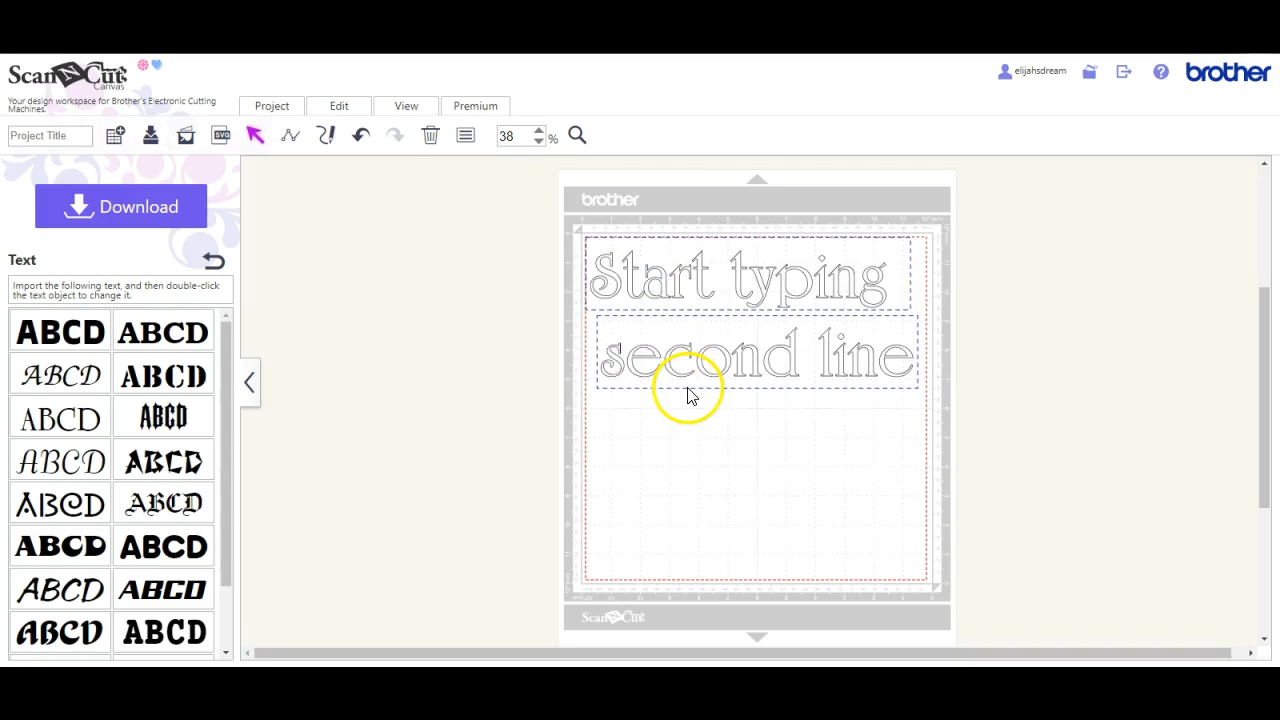 ScanNCut
Canvas
elijahsdream
brother
Your design workspace for Brother's Electronic Cutting
Machines.
Project
Edit
View
Premium
Project Title
SVG
38
%
Download
brother
Text
Import the following text, and then double-click
the text object to change it.
Start typing
second line
ABCD ABCD
ABCD ABCD
ABCD ABCD
ABCD ABCD
ABCD ABCD
ABCD ABCD
ABCD ABCD
ABCD ABCD
ScanNCut